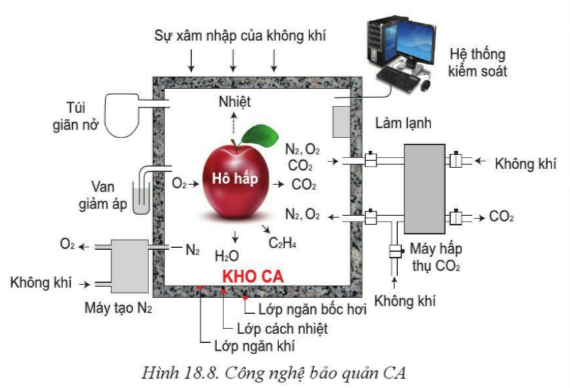 Sự xâm nhập của không khí
Hệ thống
kiểm soát
Túi
giãn nở
Nhiệt
Làm lạnh
N₂, O₂
CO₂
Không khí
Hô hấp
O₂
CO₂
Van
giảm áp
N₂, O₂
CO₂
C₂H₄
O₂
N₂
H₂O
Máy hấp
thụ CO₂
KHO CA
Không khí
Không khí
Máy tạo N₂
Lớp ngăn bốc hơi
Lớp cách nhiệt
Lớp ngăn khí
Hình 18.8. Công nghệ bảo quản CA